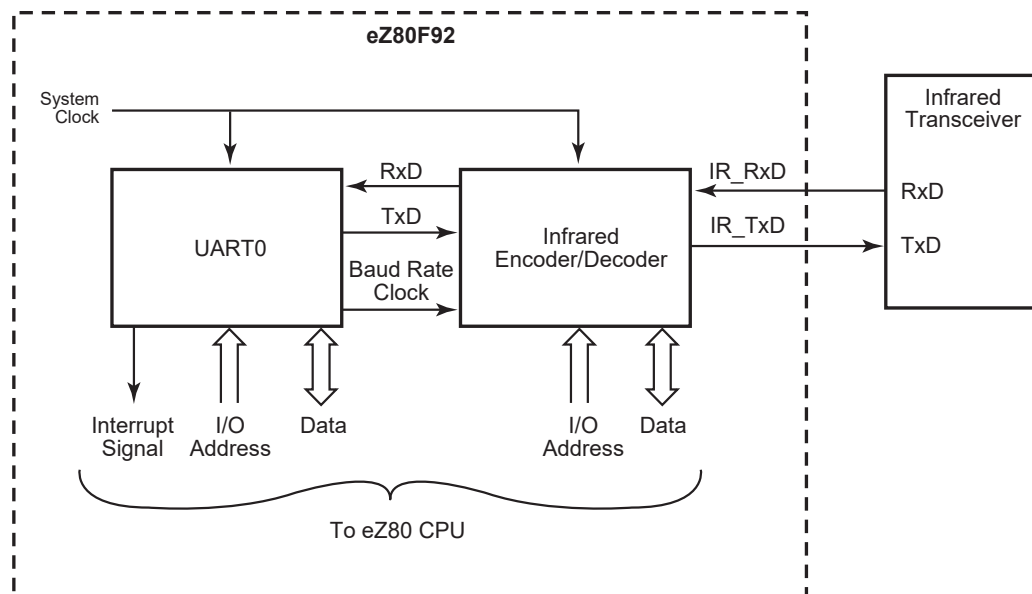 eZ80F92
System
Clock
Infrared
Transceiver
RxD
IR_RxD
RxD
TxD
IR_TxD
TxD
UART0
Infrared
Encoder/Decoder
Baud Rate
Clock
Interrupt
Signal
I/O
Address
Data
I/O
Address
Data
To eZ80 CPU